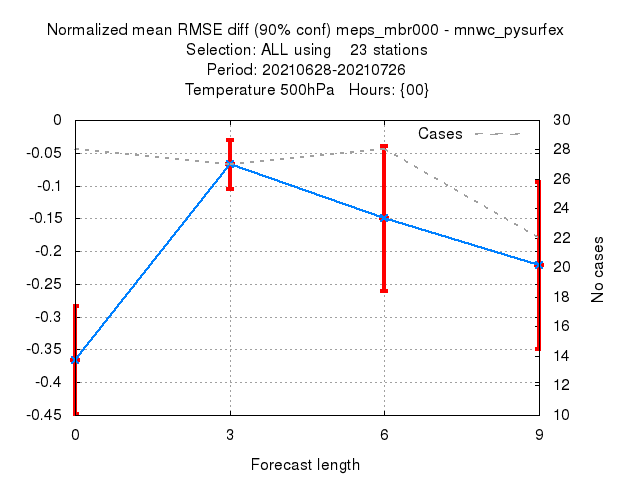 Normalized mean RMSE diff (90% conf) meps_mbr000 - mnwc_pysurfex
Selection: ALL using    23 stations
Period: 20210628-20210726
Temperature 500hPa   Hours: {00}
0
-0.05
-0.1
-0.15
-0.2
-0.25
-0.3
-0.35
-0.4
-0.45
Cases
30
28
26
24
22
20
18
16
14
12
10
No cases
0 3 6 9
Forecast length